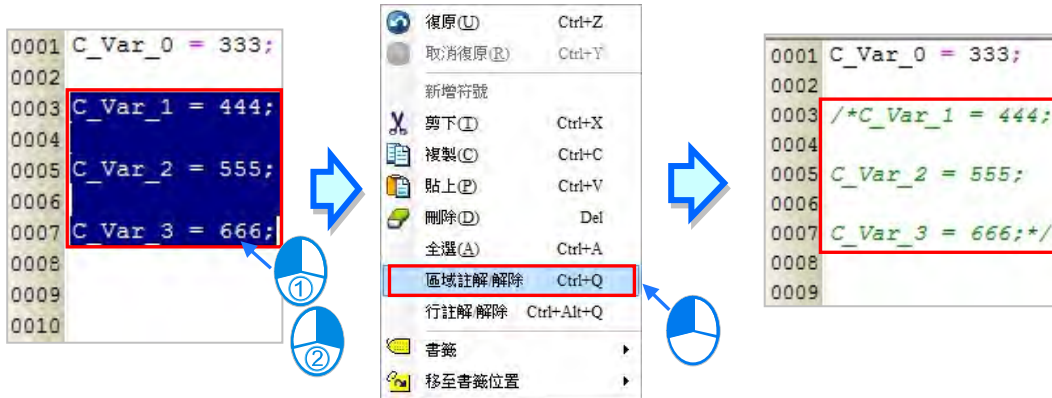 0001 C_Var_0 = 333;
0002
0003 C_Var_1 = 444;
0004
0005 C_Var_2 = 555;
0006
0007 C_Var_3 = 666;
0008
0009
0010
①
②
復原(U) Ctrl+Z
取消復原(R) Ctrl+Y
新增符號
剪下(T) Ctrl+X
複製(C) Ctrl+C
貼上(P) Ctrl+V
刪除(D) Del
全選(A) Ctrl+A
區域註解/解除 Ctrl+Q
行註解/解除 Ctrl+Alt+Q
書籤
移至書籤位置
0001 C_Var_0 = 333;
0002
0003 /*C_Var_1 = 444;
0004
0005 C_Var_2 = 555;
0006
0007 C_Var_3 = 666;*/
0008
0009